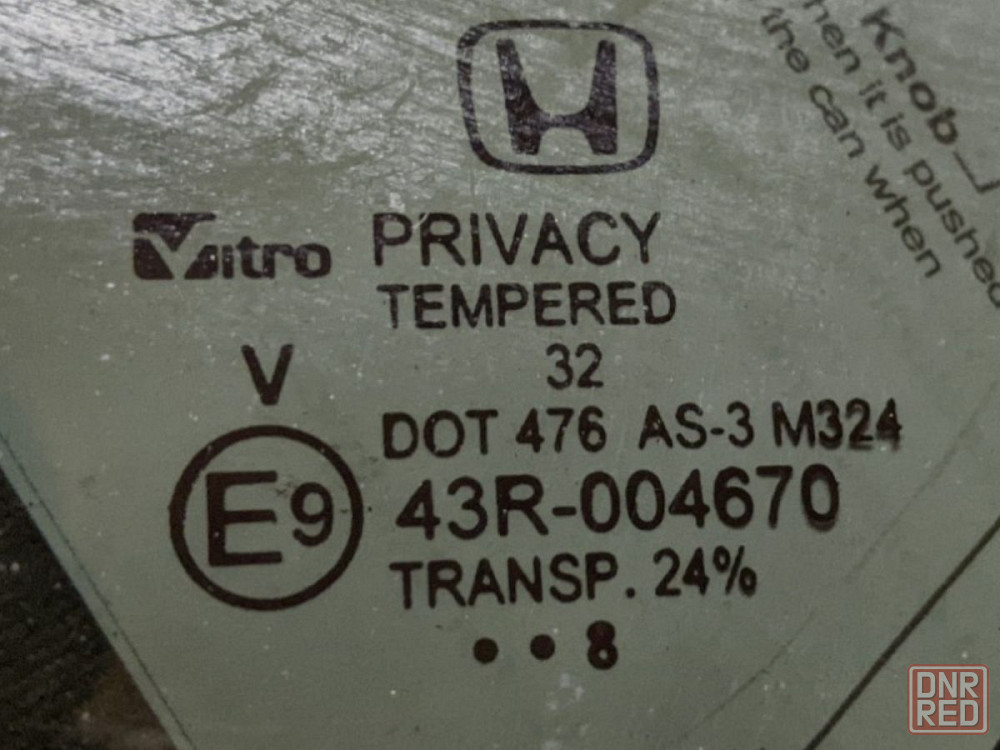 Vitro PRIVACY
TEMPERED
32
V
DOT 476 AS-3 M324
E9 43R-004670
TRANSP. 24%
• • 8
Knob
hen it is pushed
the can when
DNR
RED